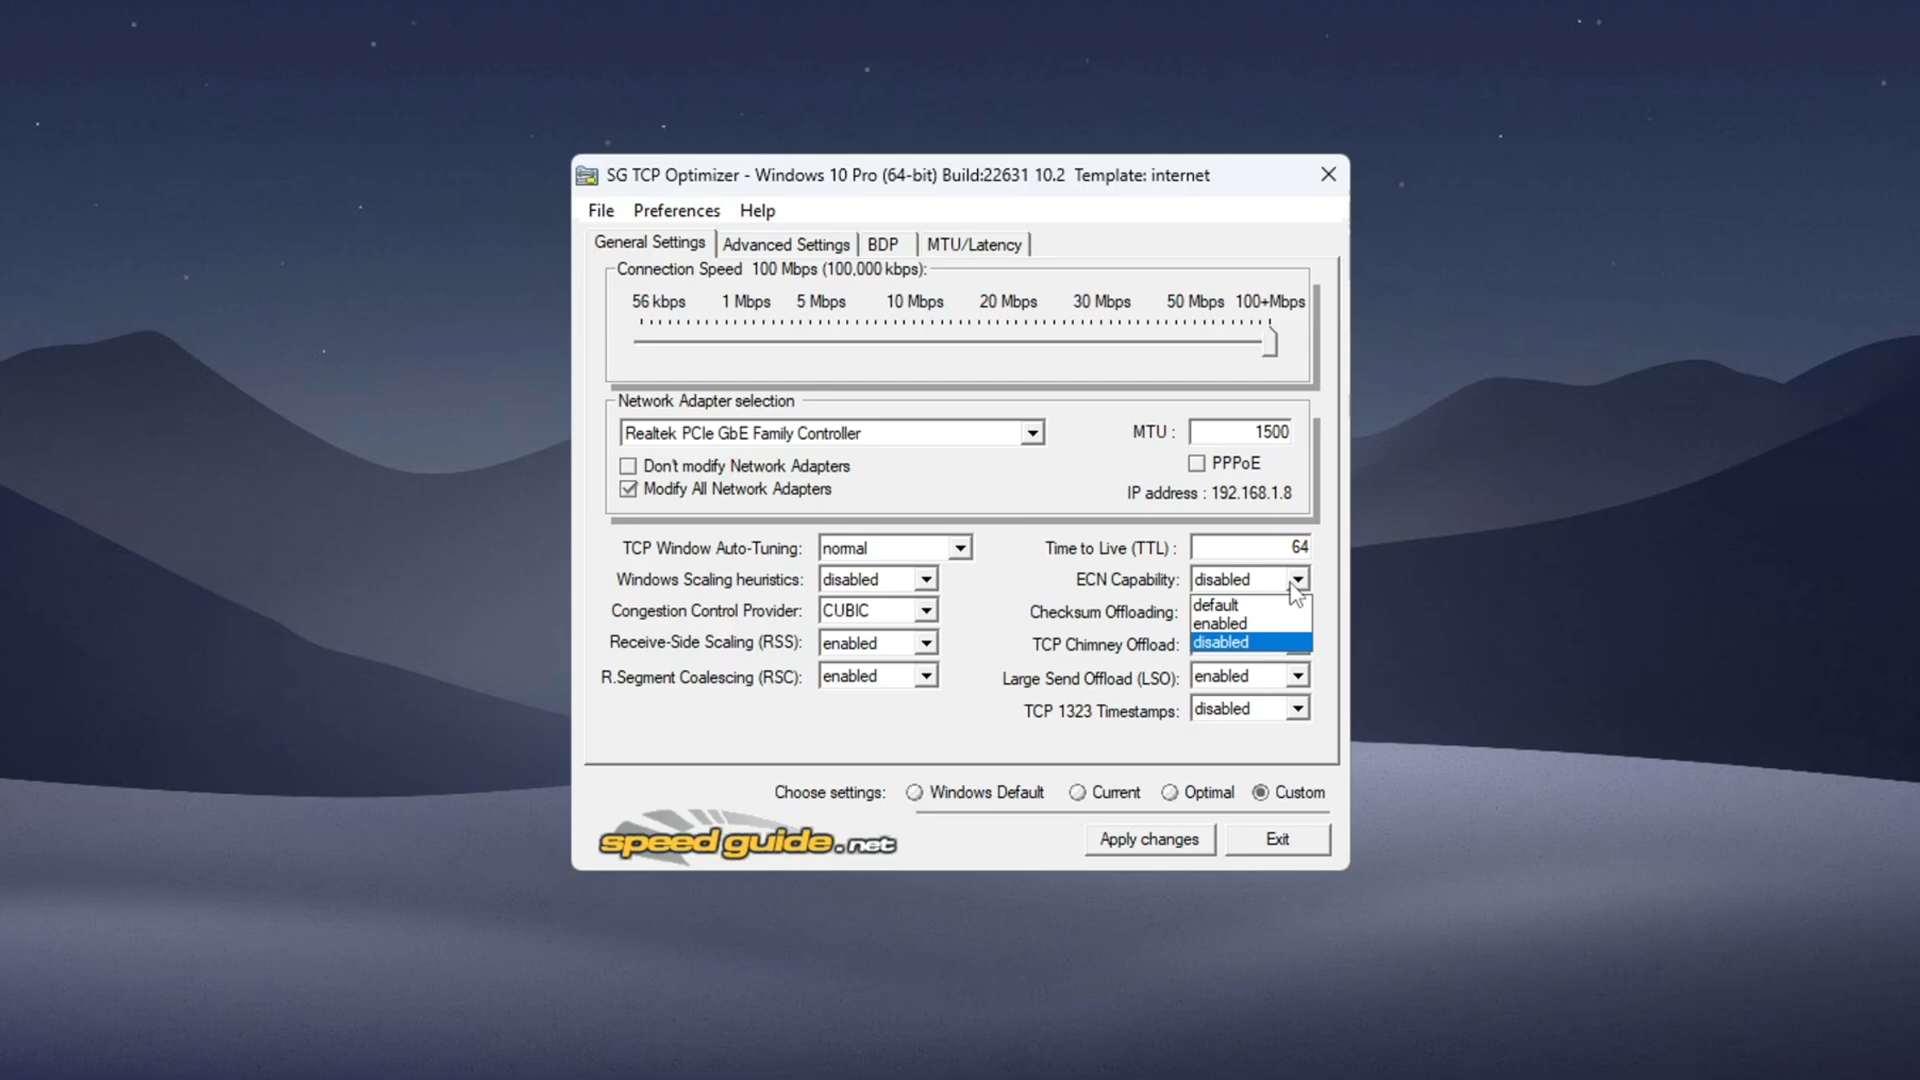 SG TCP Optimizer - Windows 10 Pro (64-bit) Build:22631 10.2 Template: internet
File Preferences Help
General Settings Advanced Settings BDP MTU/Latency
Connection Speed 100 Mbps (100,000 kbps):
56 kbps 1 Mbps 5 Mbps 10 Mbps 20 Mbps 30 Mbps 50 Mbps 100+Mbps
Network Adapter selection
Realtek PCIe GbE Family Controller MTU : 1500
Don't modify Network Adapters PPPoE
Modify All Network Adapters IP address : 192.168.1.8
TCP Window Auto-Tuning: normal Time to Live (TTL) : 64
Windows Scaling heuristics: disabled ECN Capability: disabled
default
Congestion Control Provider: CUBIC Checksum Offloading:
enabled
Receive-Side Scaling (RSS): enabled TCP Chimney Offload: disabled
R.Segment Coalescing (RSC): enabled Large Send Offload (LSO): enabled
TCP 1323 Timestamps: disabled
Choose settings: Windows Default Current Optimal Custom
speed guide.net Apply changes Exit